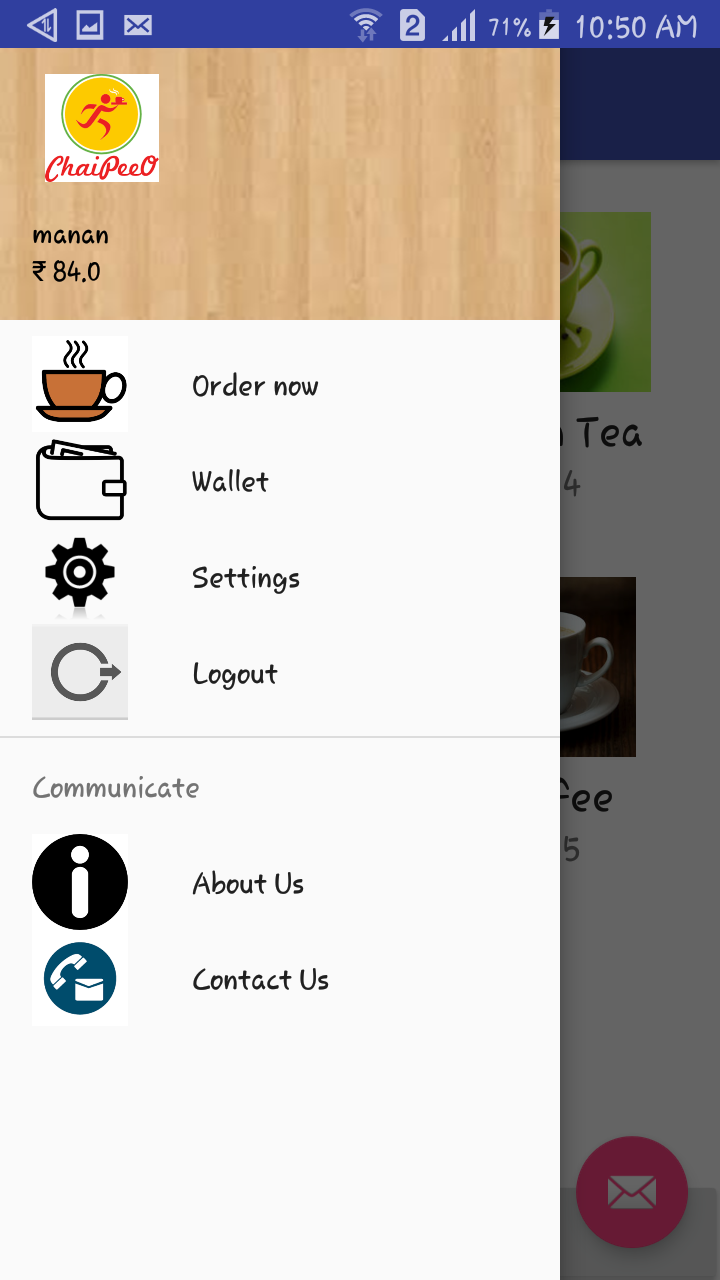 2 71% 10:50 AM
ChaiPeeO
manan
₹ 84.0
Order now
Wallet
Settings
Logout
Communicate
About Us
Contact Us
Tea
4
fee
5